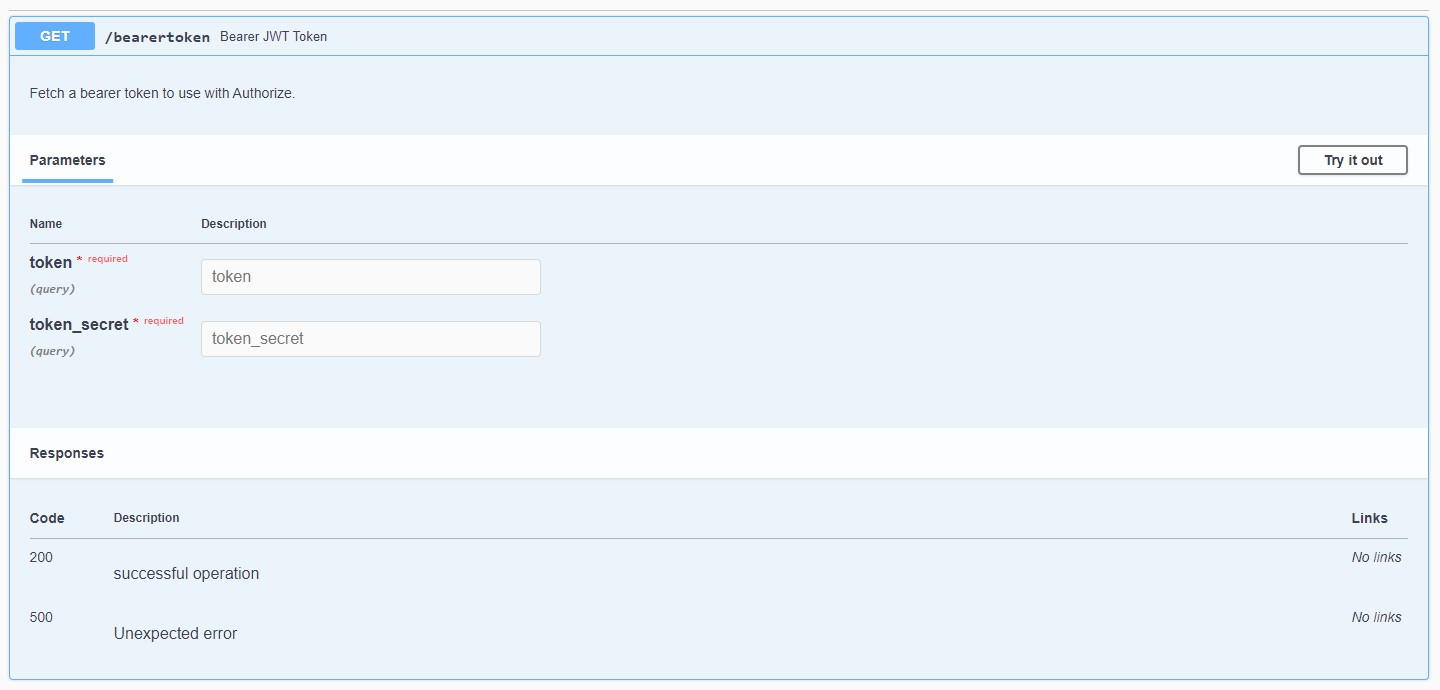 GET /bearertoken Bearer JWT Token
Fetch a bearer token to use with Authorize.
Parameters Try it out
Name Description
token * required token
(query)
token_secret * required token_secret
(query)
Responses
Code Description Links
200 No links
successful operation
500 No links
Unexpected error